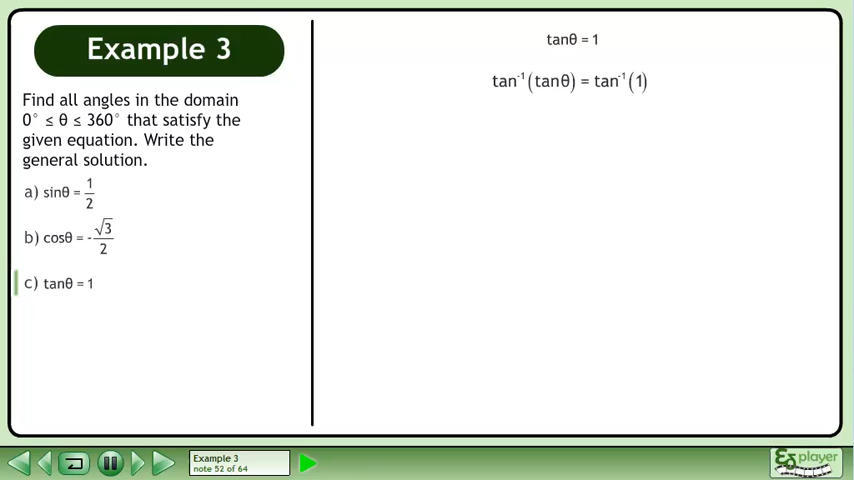 Example 3
Find all angles in the domain
0° ≤ θ ≤ 360° that satisfy the
given equation. Write the
general solution.
a) sinθ = 1/2
b) cosθ = -√3/2
c) tanθ = 1
tanθ = 1
tan⁻¹(tanθ) = tan⁻¹(1)
Example 3
note 52 of 64
player